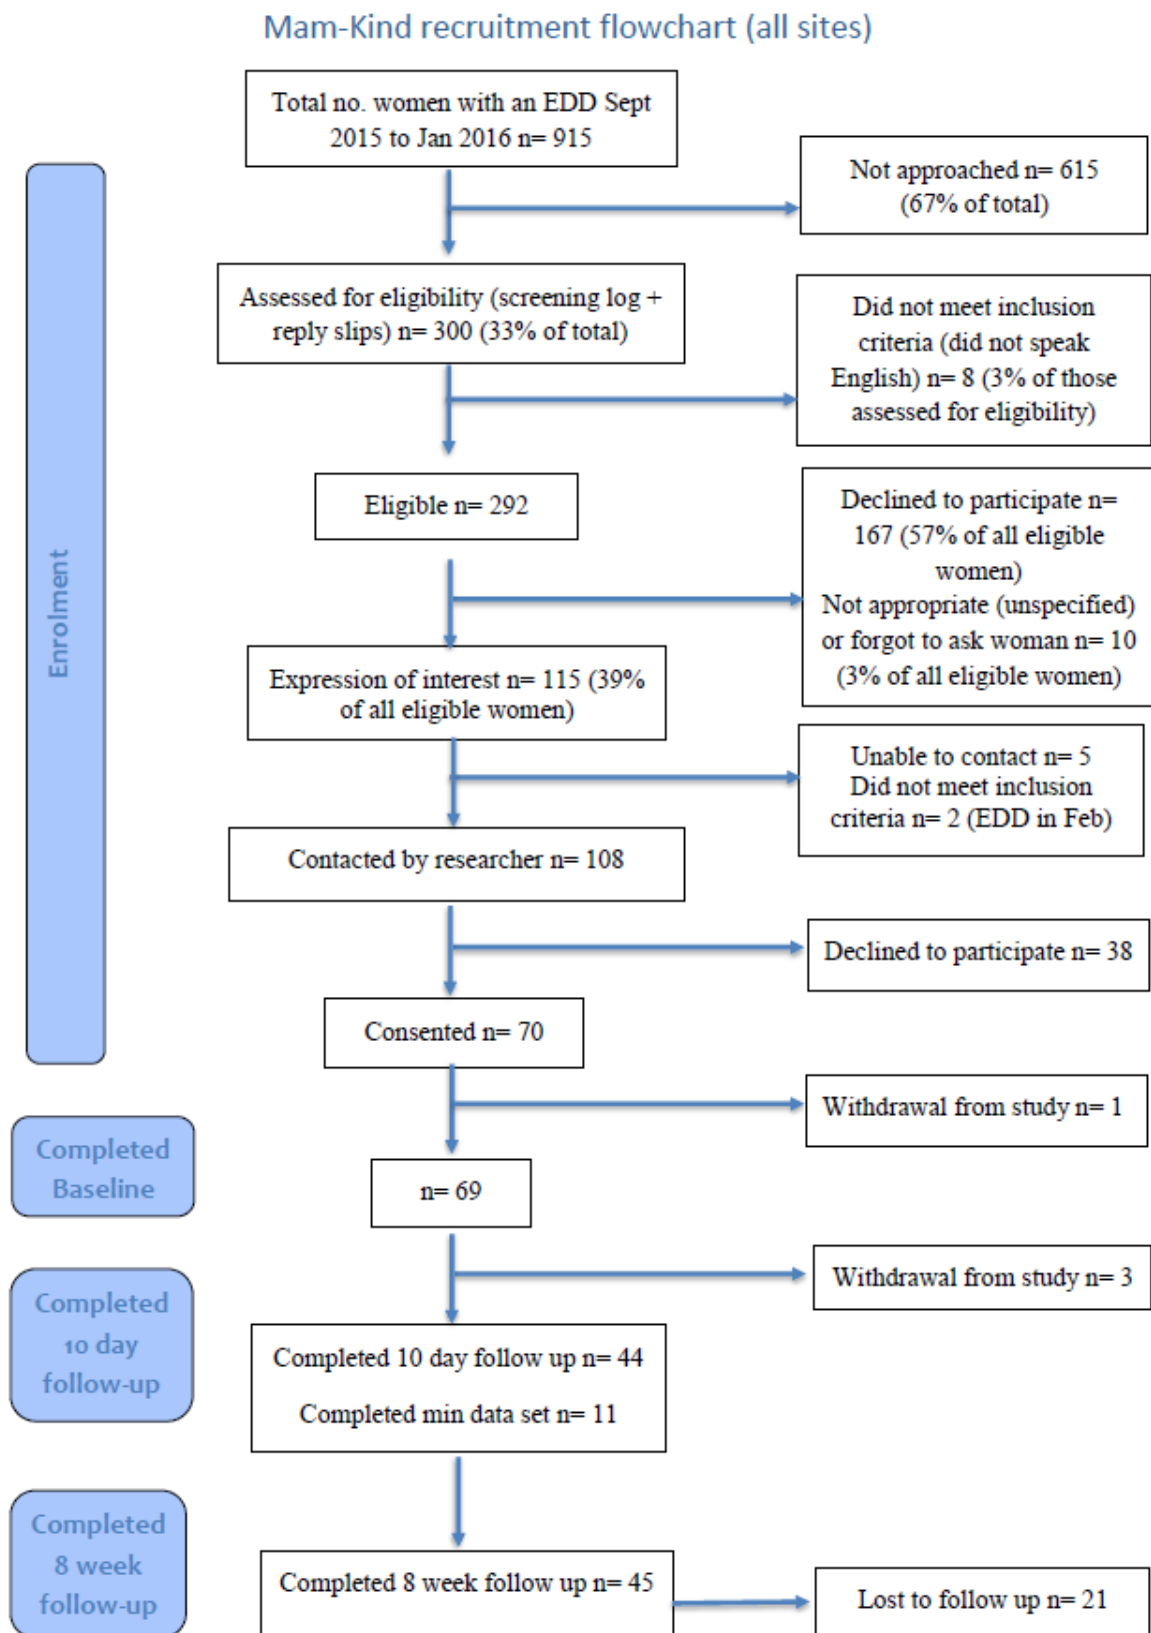 Mam-Kind recruitment flowchart (all sites)
Total no. women with an EDD Sept
2015 to Jan 2016 n= 915
Not approached n= 615
(67% of total)
Assessed for eligibility (screening log +
reply slips) n= 300 (33% of total)
Did not meet inclusion
criteria (did not speak
English) n= 8 (3% of those
assessed for eligibility)
Eligible n= 292
Declined to participate n=
167 (57% of all eligible
women)
Not appropriate (unspecified)
or forgot to ask woman n= 10
(3% of all eligible women)
Enrolment
Expression of interest n= 115 (39%
of all eligible women)
Unable to contact n= 5
Did not meet inclusion
criteria n= 2 (EDD in Feb)
Contacted by researcher n= 108
Declined to participate n= 38
Consented n= 70
Withdrawal from study n= 1
Completed
Baseline
n= 69
Withdrawal from study n= 3
Completed
10 day
follow-up
Completed 10 day follow up n= 44
Completed min data set n= 11
Completed
8 week
follow-up
Completed 8 week follow up n= 45
Lost to follow up n= 21